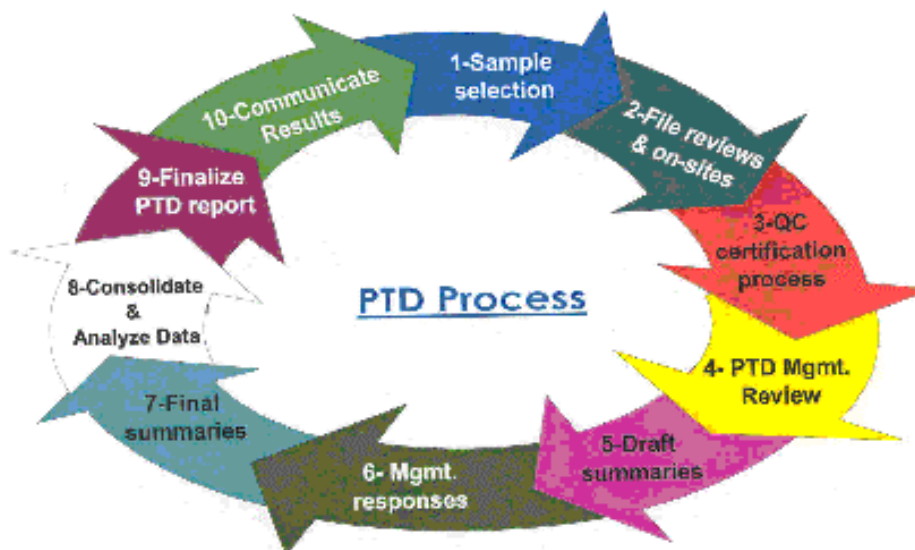 1-Sample
selection
2-File reviews
& on-sites
3-QC
certification
process
4- PTD Mgmt.
Review
5-Draft
summaries
6- Mgmt.
responses
7-Final
summaries
8-Consolidate
&
Analyze Data
9-Finalize
PTD report
10-Communicate
Results
PTD Process